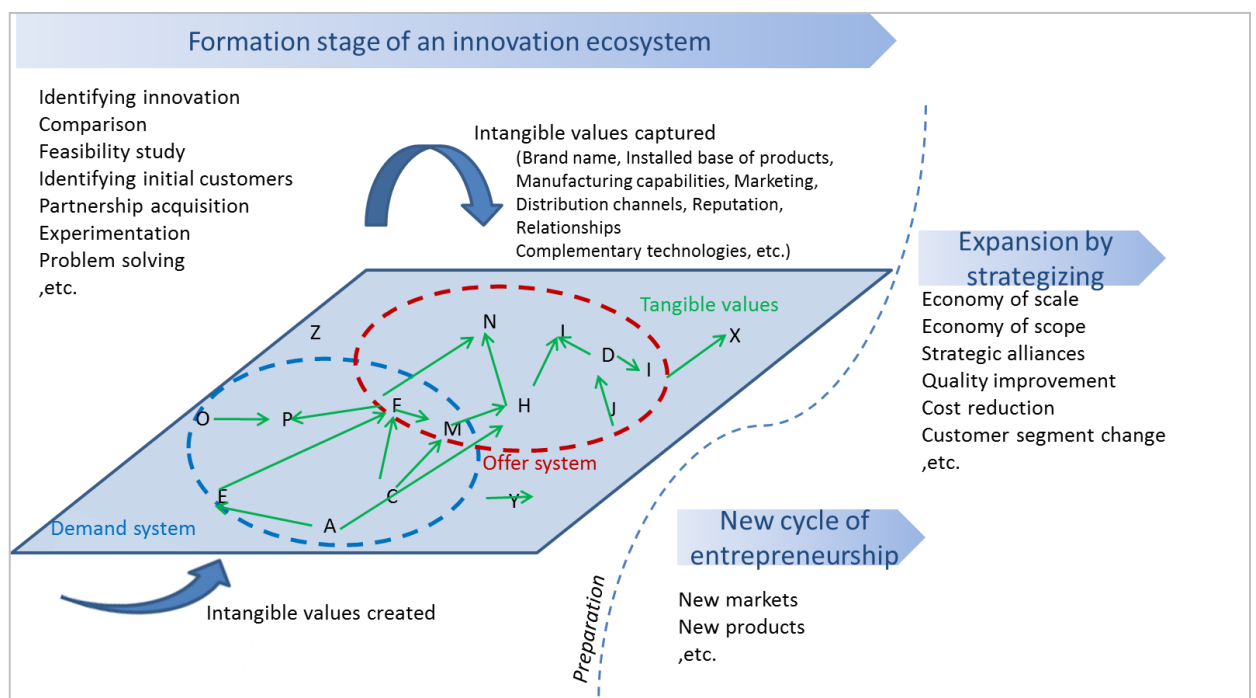 Formation stage of an innovation ecosystem
Identifying innovation
Comparison
Feasibility study
Identifying initial customers
Partnership acquisition
Experimentation
Problem solving
,etc.
Intangible values captured
(Brand name, Installed base of products,
Manufacturing capabilities, Marketing,
Distribution channels, Reputation,
Relationships
Complementary technologies, etc.)
Expansion by
strategizing
Economy of scale
Economy of scope
Strategic alliances
Quality improvement
Cost reduction
Customer segment change
,etc.
Tangible values
Z
N
L
D
I
X
O
P
F
M
H
J
Offer system
E
C
A
Y
Demand system
Intangible values created
Preparation
New cycle of
entrepreneurship
New markets
New products
,etc.